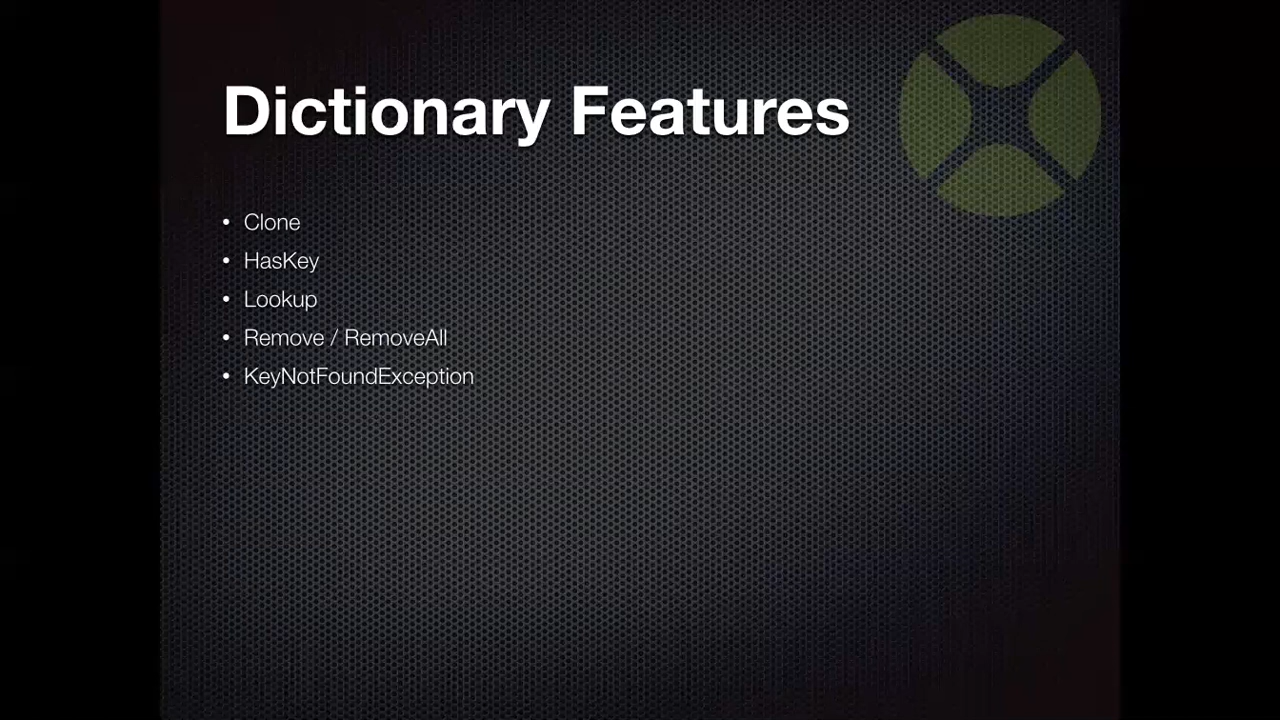 Dictionary Features
• Clone
• HasKey
• Lookup
• Remove / RemoveAll
• KeyNotFoundException